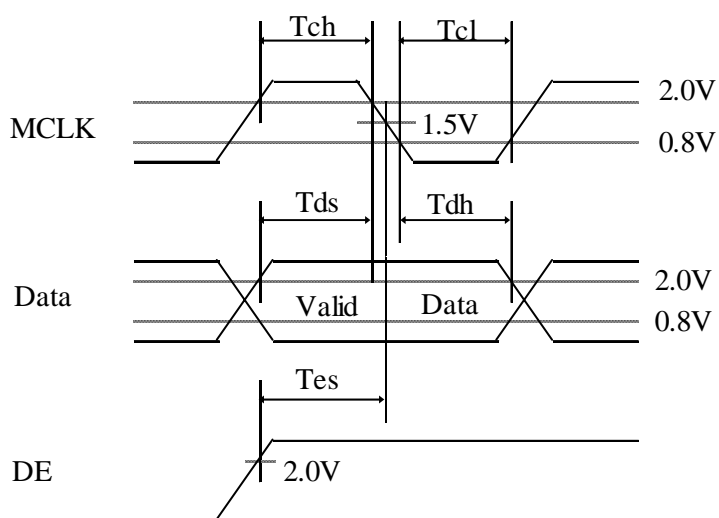 Tch Tcl
2.0V
MCLK 1.5V
0.8V
Tds Tdh
Data 2.0V
Valid Data
0.8V
Tes
DE 2.0V